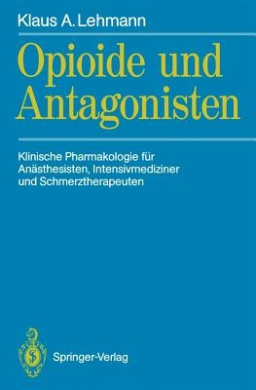 Klaus A. Lehmann
Opioide und
Antagonisten
Klinische Pharmakologie für
Anästhesisten, Intensivmediziner
und Schmerztherapeuten
Springer-Verlag